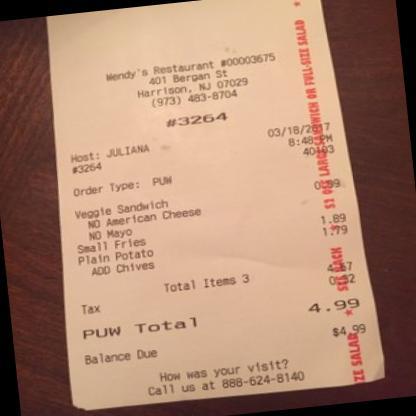 Wendy's Restaurant #00003675
401 Bergan St
Harrison, NJ 07029
(973) 483-8704
#3264
Host: JULIANA 03/18/2017
#3264 8:48 PM
40103
Order Type: PUW
Veggie Sandwich 0.99
NO American Cheese
NO Mayo
Small Fries 1.89
Plain Potato 1.79
ADD Chives
Total Items 3 4.67
Tax 0.32
PUW Total 4.99
Balance Due $4.99
How was your visit?
Call us at 888-624-8140
SEE BACK ★ $1 OFF LARGE SANDWICH OR FULL-SIZE SALAD ★
ZE SALAD ★